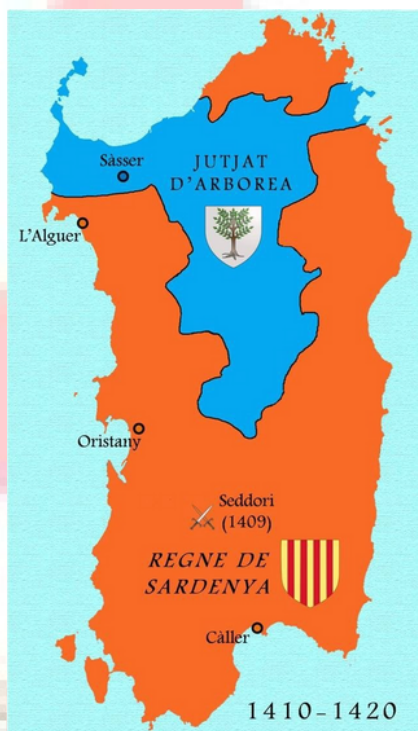 Sàsser
JUTJAT
D'ARBOREA
L'Alguer
Oristany
Seddori
(1409)
REGNE DE
SARDENYA
Càller
1410-1420